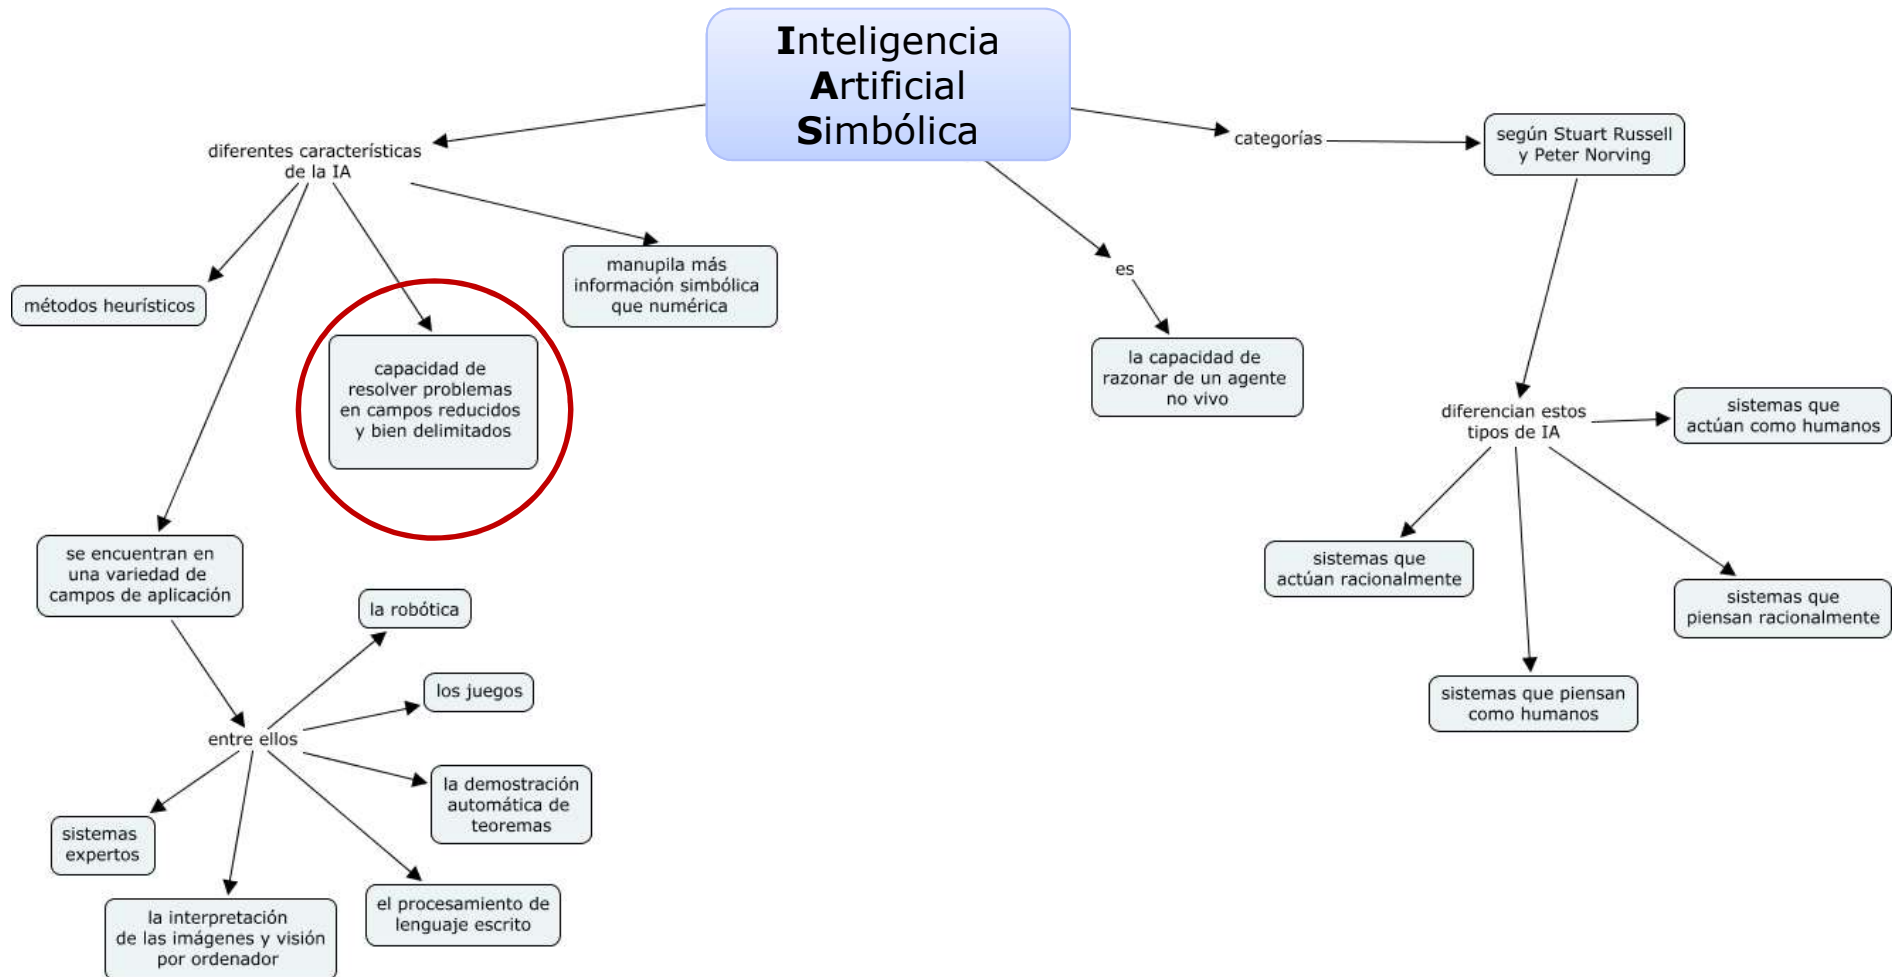 Inteligencia
Artificial
Simbólica
diferentes características
de la IA
categorías
según Stuart Russell
y Peter Norving
métodos heurísticos
manupila más
información simbólica
que numérica
es
capacidad de
resolver problemas
en campos reducidos
y bien delimitados
la capacidad de
razonar de un agente
no vivo
diferencian estos
tipos de IA
sistemas que
actúan como humanos
se encuentran en
una variedad de
campos de aplicación
sistemas que
actúan racionalmente
sistemas que
piensan racionalmente
sistemas que piensan
como humanos
la robótica
los juegos
entre ellos
la demostración
automática de
teoremas
sistemas
expertos
el procesamiento de
lenguaje escrito
la interpretación
de las imágenes y visión
por ordenador